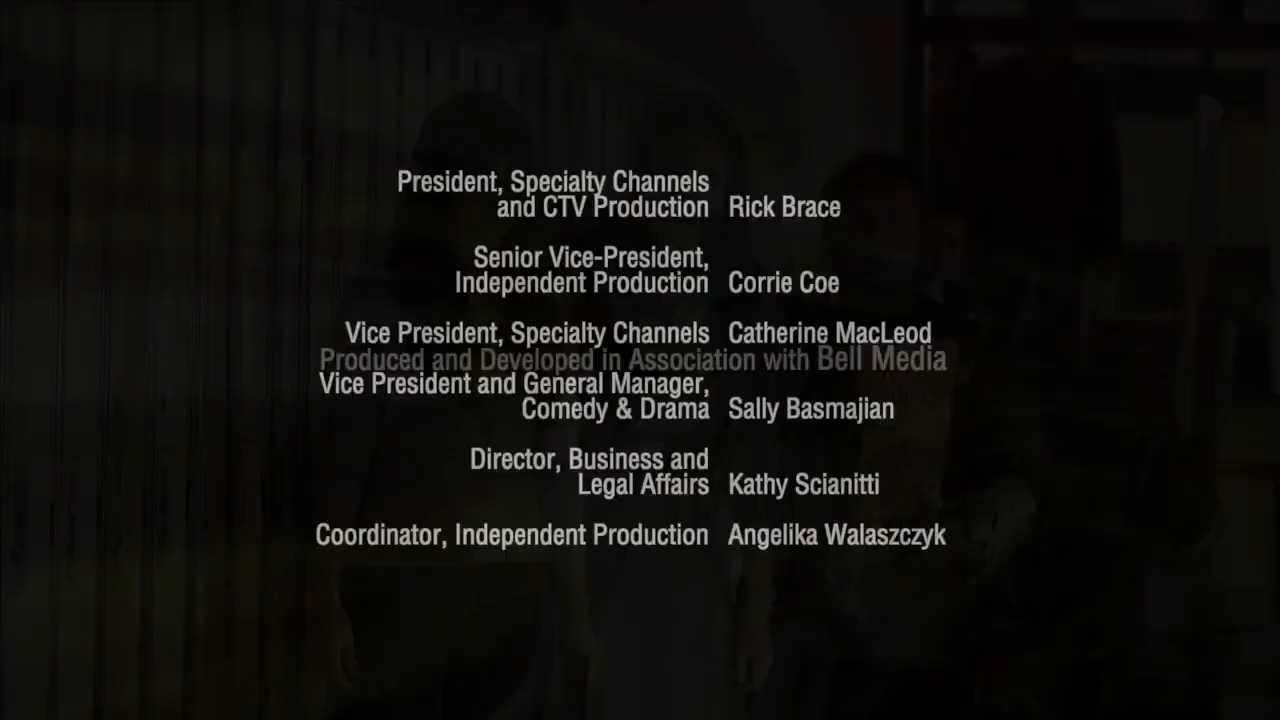 President, Specialty Channels
and CTV Production Rick Brace
Senior Vice-President,
Independent Production Corrie Coe
Vice President, Specialty Channels Catherine MacLeod
Produced and Developed in Association with Bell Media
Vice President and General Manager,
Comedy & Drama Sally Basmajian
Director, Business and
Legal Affairs Kathy Scianitti
Coordinator, Independent Production Angelika Walaszczyk